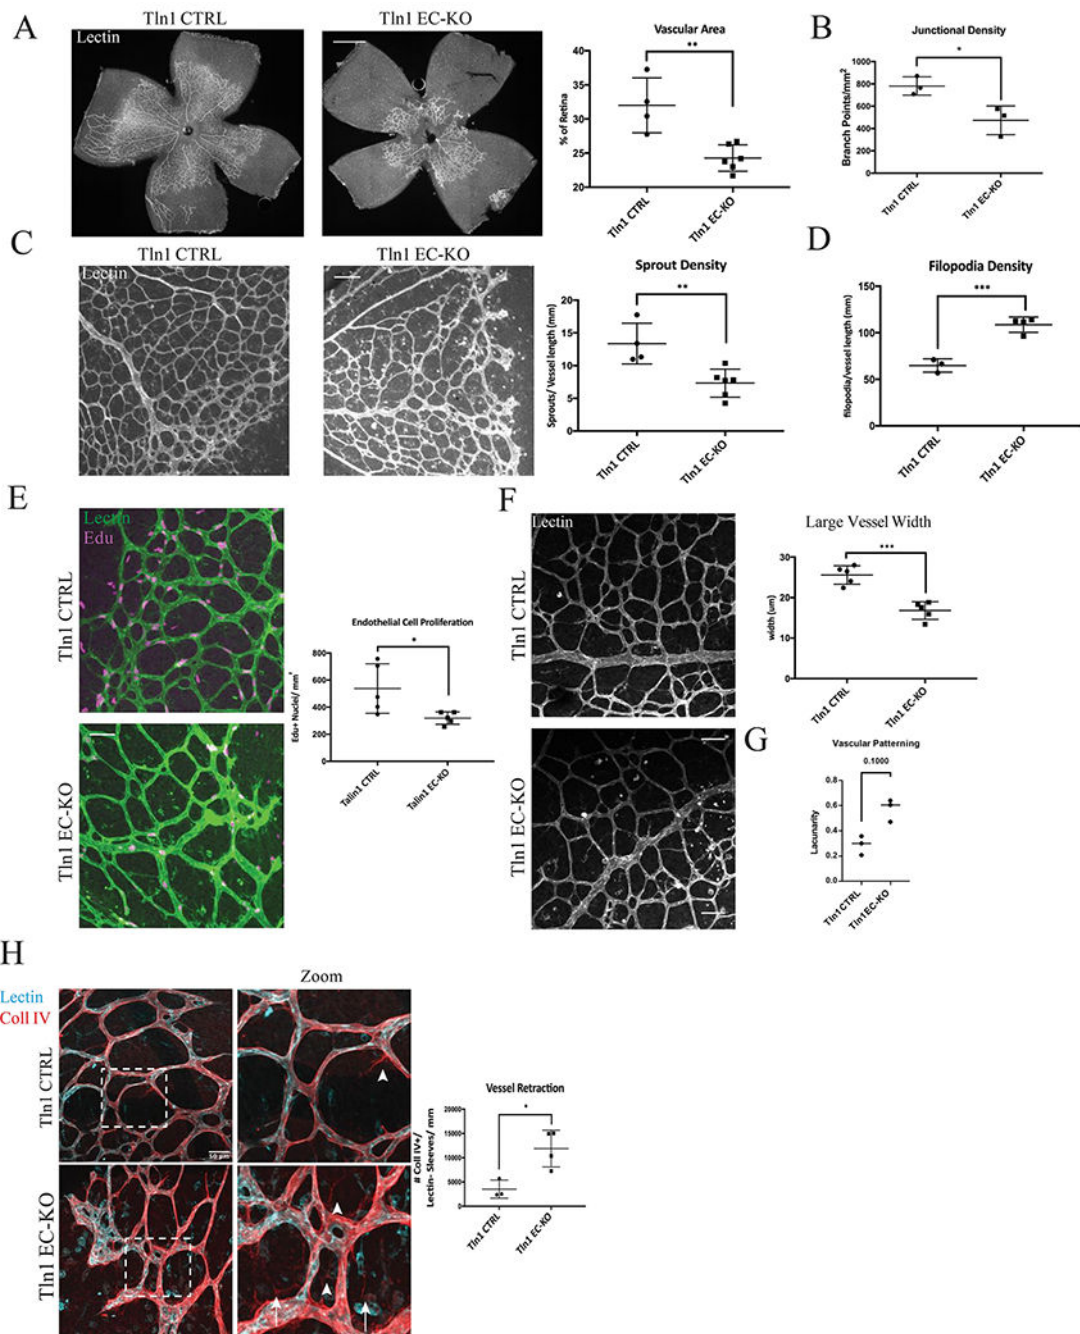 A
Tln1 CTRL
Tln1 EC-KO
Lectin
Vascular Area
**
% of Retina
40
35
30
25
20
Tln1 CTRL
Tln1 EC-KO
B
Junctional Density
*
Branch Points/mm²
1000
800
600
400
200
0
Tln1 CTRL
Tln1 EC-KO
C
Tln1 CTRL
Tln1 EC-KO
Lectin
Sprout Density
**
Sprouts/ Vessel length (mm)
20
15
10
5
0
Tln1 CTRL
Tln1 EC-KO
D
Filopodia Density
***
filopodia/vessel length (mm)
150
100
50
0
Tln1 CTRL
Tln1 EC-KO
E
Lectin
Edu
Tln1 CTRL
Tln1 EC-KO
Endothelial Cell Proliferation
*
Edu+ Nuclei/ mm²
800
600
400
200
0
Talin1 CTRL
Talin1 EC-KO
F
Lectin
Tln1 CTRL
Tln1 EC-KO
Large Vessel Width
***
width (um)
30
20
10
0
Tln1 CTRL
Tln1 EC-KO
G
Vascular Patterning
0.1000
Lacunarity
0.8
0.6
0.4
0.2
0.0
Tln1 CTRL
Tln1EC-KO
H
Zoom
Lectin
Coll IV
Tln1 CTRL
50 µm
Tln1 EC-KO
Vessel Retraction
*
# Coll IV+/
Lectin- Sleeves/ mm
20000
15000
10000
5000
0
Tln1 CTRL
Tln1 EC-KO